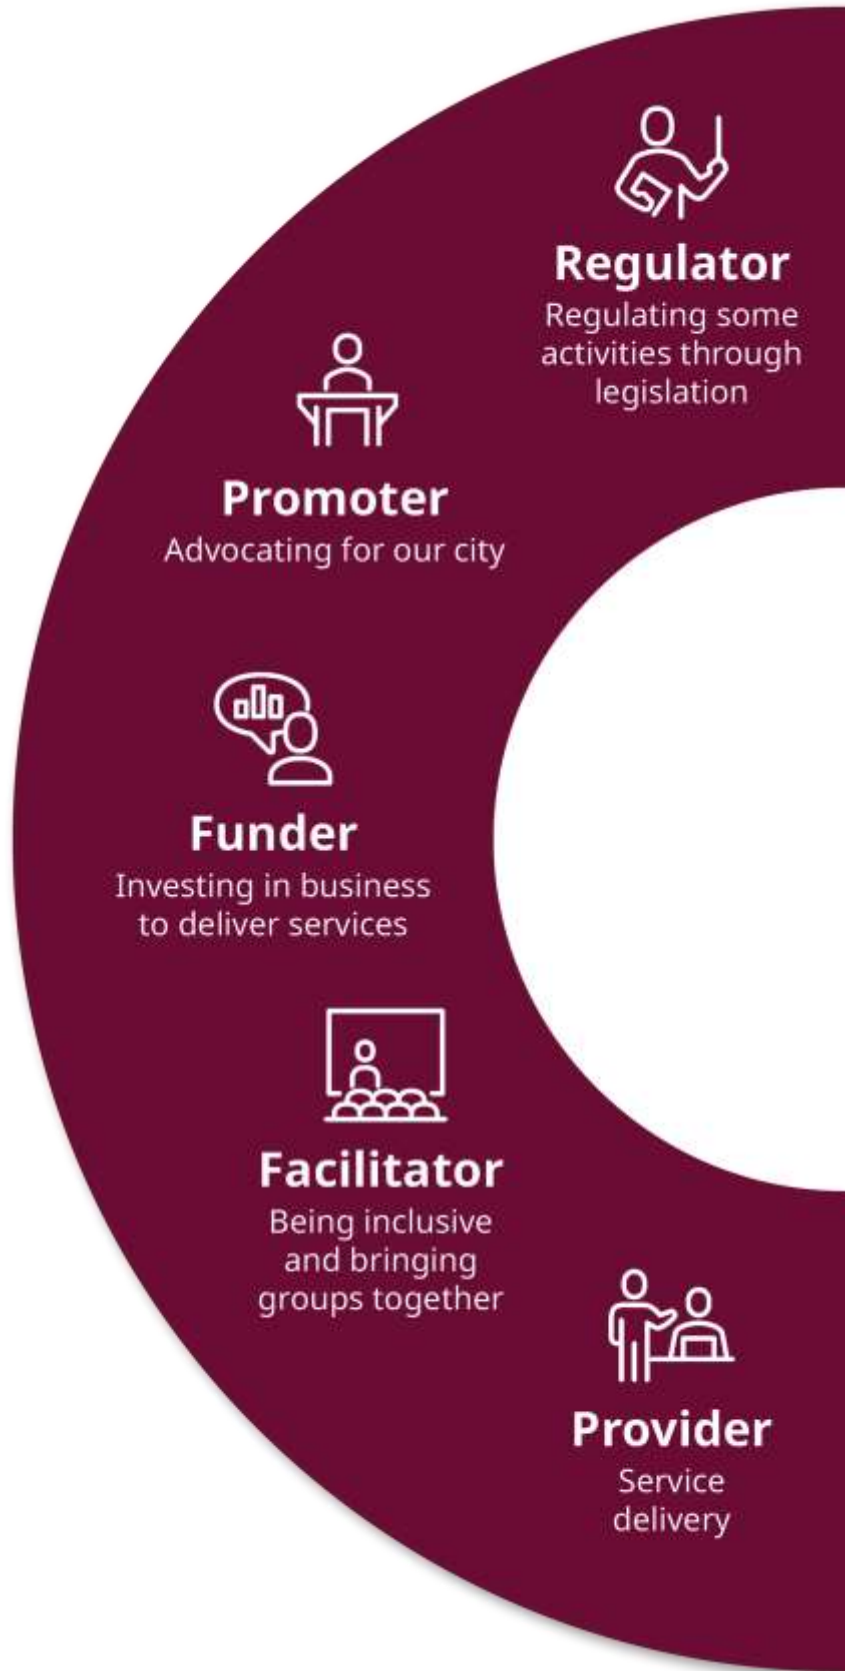 Regulator
Regulating some
activities through
legislation
Promoter
Advocating for our city
Funder
Investing in business
to deliver services
Facilitator
Being inclusive
and bringing
groups together
Provider
Service
delivery